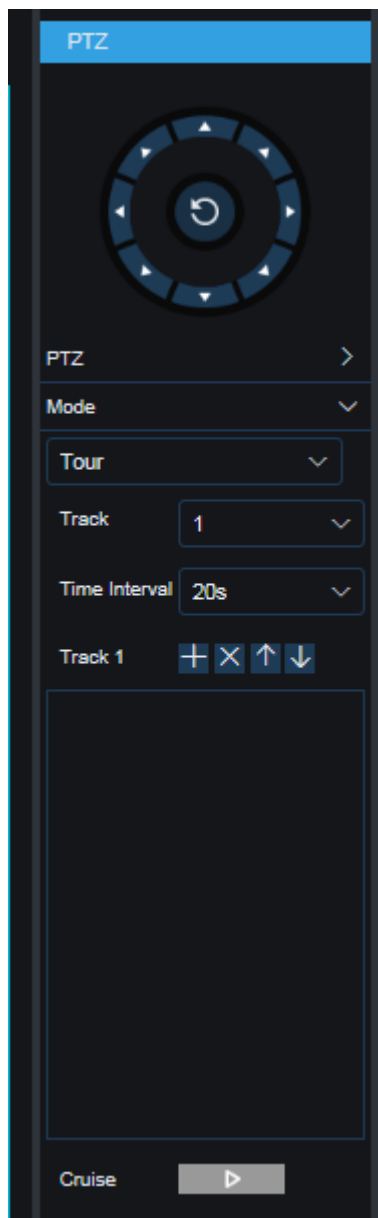 PTZ
PTZ
Mode
Tour
Track 1
Time Interval 20s
Track 1
Cruise